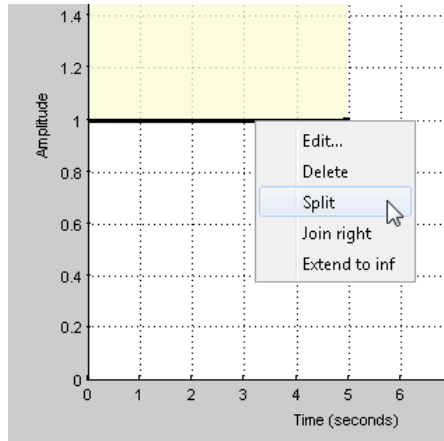 1.4
1.2
1
0.8
0.6
0.4
0.2
0
Amplitude
Edit...
Delete
Split
Join right
Extend to inf
0 1 2 3 4 5 6
Time (seconds)